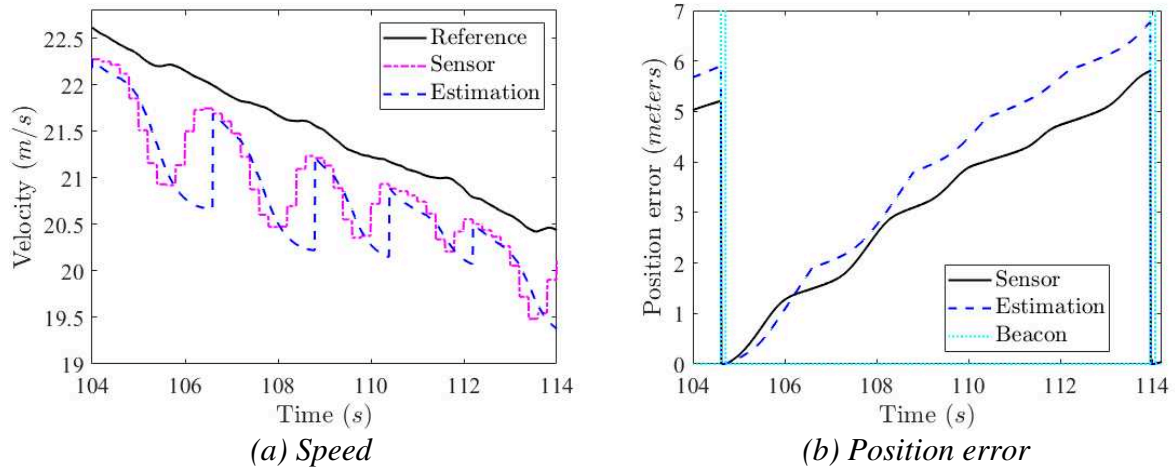 22.5
22
21.5
21
20.5
20
19.5
19
Velocity (m/s)
Reference
Sensor
Estimation
104
106
108
110
112
114
Time (s)
(a) Speed
7
6
5
4
3
2
1
0
Position error (meters)
Sensor
Estimation
Beacon
104
106
108
110
112
114
Time (s)
(b) Position error